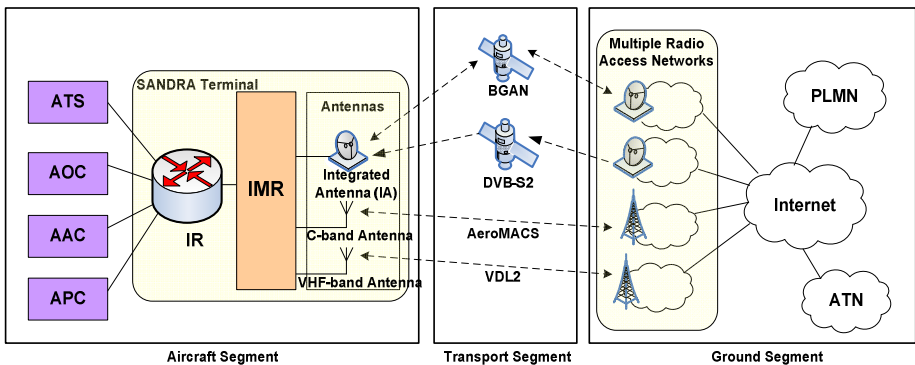 SANDRA Terminal
ATS
AOC
AAC
APC
IR
IMR
Antennas
Integrated
Antenna (IA)
C-band Antenna
VHF-band Antenna
Aircraft Segment
BGAN
DVB-S2
AeroMACS
VDL2
Transport Segment
Multiple Radio
Access Networks
PLMN
Internet
ATN
Ground Segment